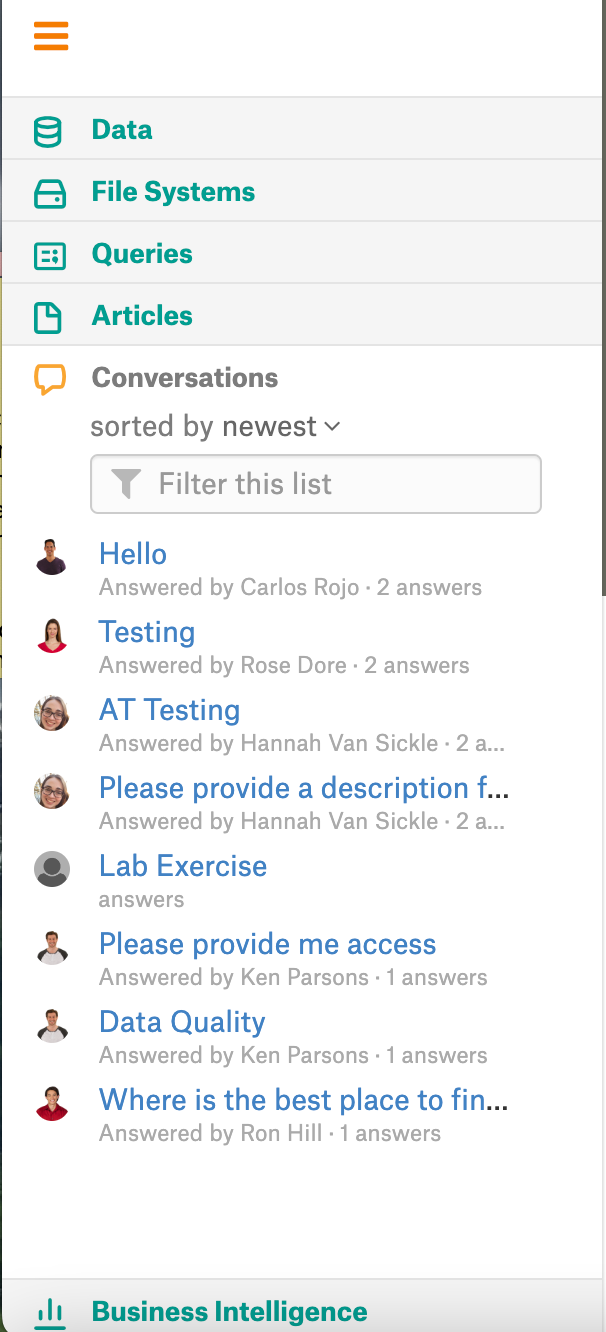 Data
File Systems
Queries
Articles
Conversations
sorted by newest
Filter this list
Hello
Answered by Carlos Rojo · 2 answers
Testing
Answered by Rose Dore · 2 answers
AT Testing
Answered by Hannah Van Sickle · 2 a...
Please provide a description f...
Answered by Hannah Van Sickle · 2 a...
Lab Exercise
answers
Please provide me access
Answered by Ken Parsons · 1 answers
Data Quality
Answered by Ken Parsons · 1 answers
Where is the best place to fin...
Answered by Ron Hill · 1 answers
Business Intelligence